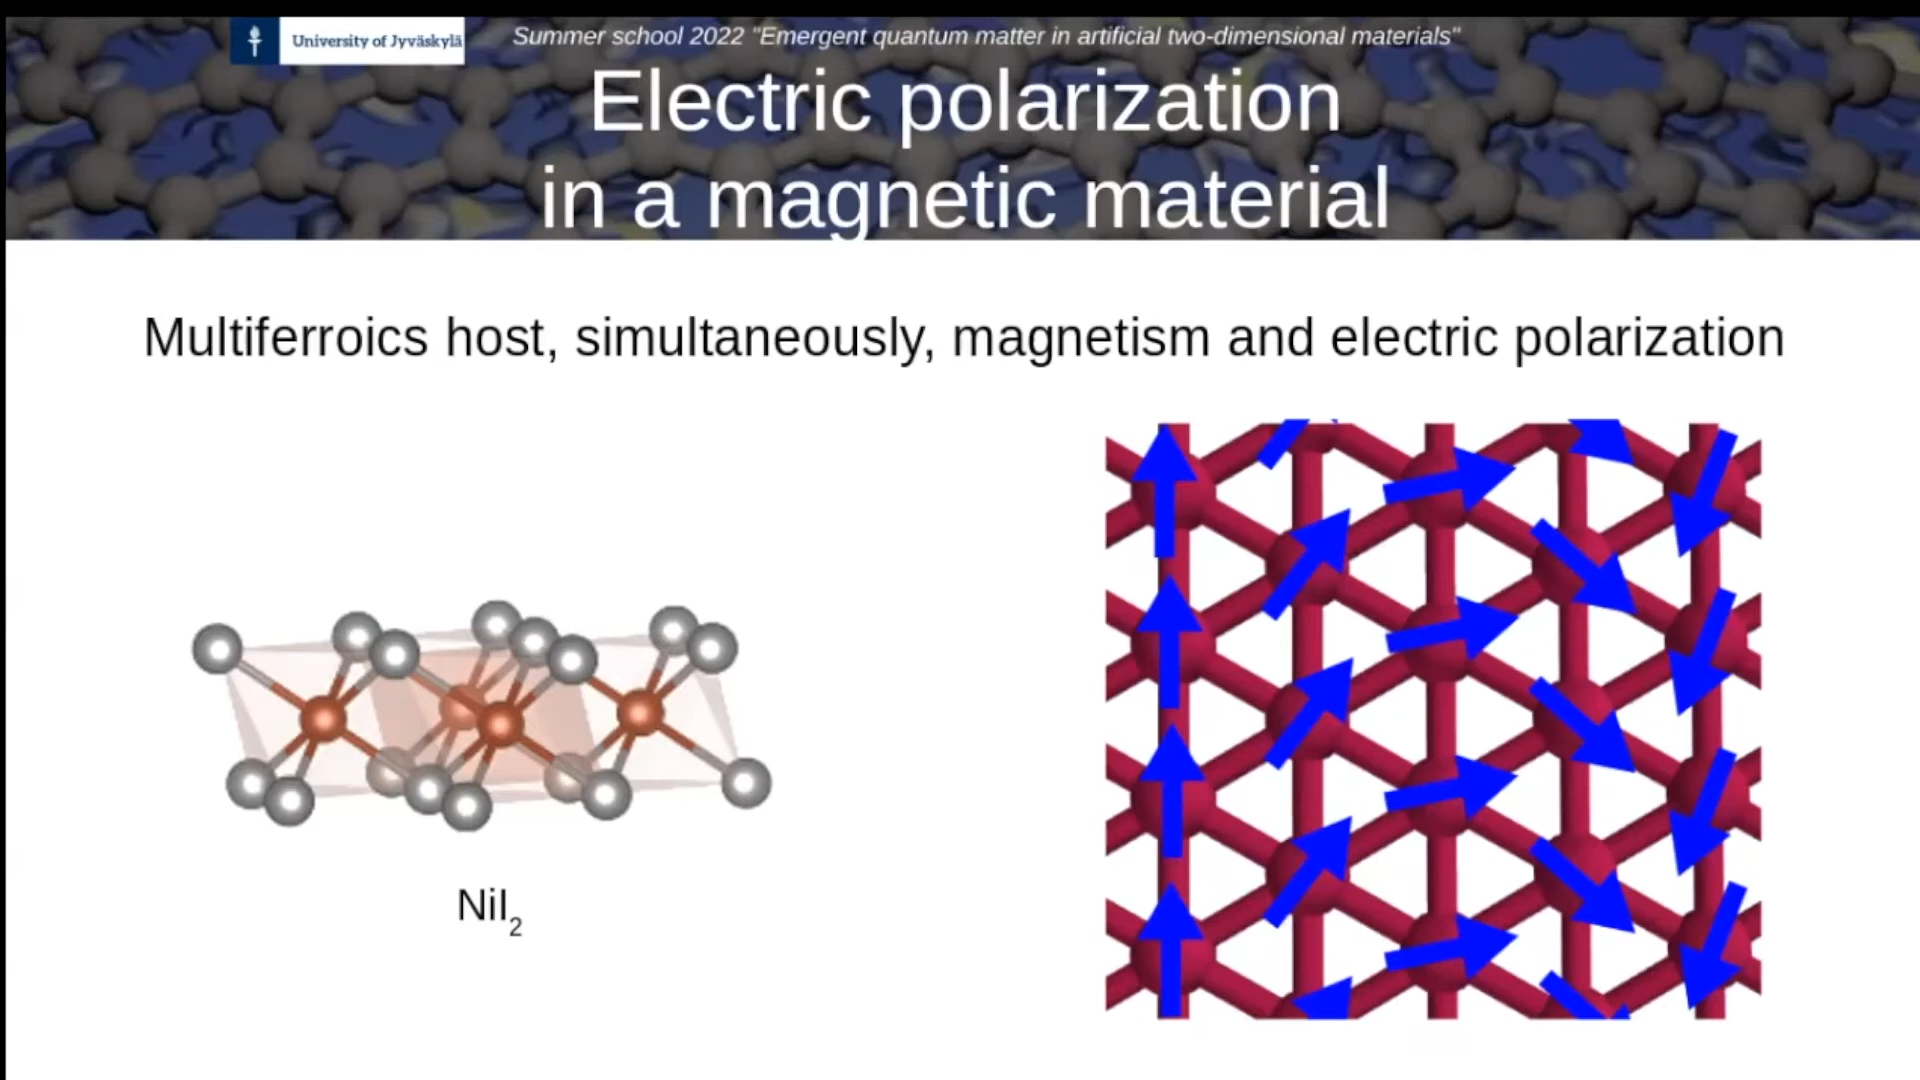 University of Jyväskylä
Summer school 2022 "Emergent quantum matter in artificial two-dimensional materials"
Electric polarization
in a magnetic material
Multiferroics host, simultaneously, magnetism and electric polarization
NiI₂